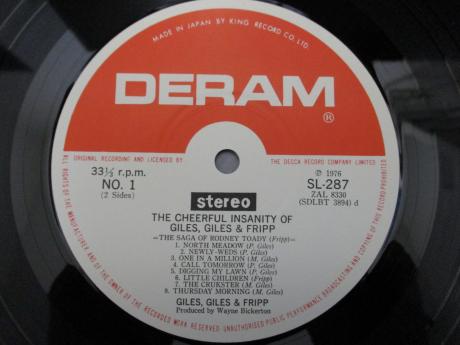 MADE IN JAPAN BY KING RECORD CO. LTD.
DERAM
®
ORIGINAL RECORDING AND LICENSED BY THE DECCA RECORD COMPANY LIMITED
33⅓ r.p.m.
NO. 1
(2 Sides)
℗ 1976
SL-287
ZAL 8330
(SDLBT 3894) d
stereo
THE CHEERFUL INSANITY OF
GILES, GILES & FRIPP
—THE SAGA OF RODNEY TOADY (Fripp)—
1. NORTH MEADOW (P. Giles)
2. NEWLY-WEDS (P. Giles)
3. ONE IN A MILLION (M. Giles)
4. CALL TOMORROW (P. Giles)
5. DIGGING MY LAWN (P. Giles)
6. LITTLE CHILDREN (Fripp)
7. THE CRUKSTER (M. Giles)
8. THURSDAY MORNING (M. Giles)
GILES, GILES & FRIPP
Produced by Wayne Bickerton
ALL RIGHTS OF THE MANUFACTURER AND OF THE OWNER OF THE RECORDED WORK RESERVED UNAUTHORISED PUBLIC PERFORMANCE BROADCASTING AND COPYING OF THIS RECORD PROHIBITED